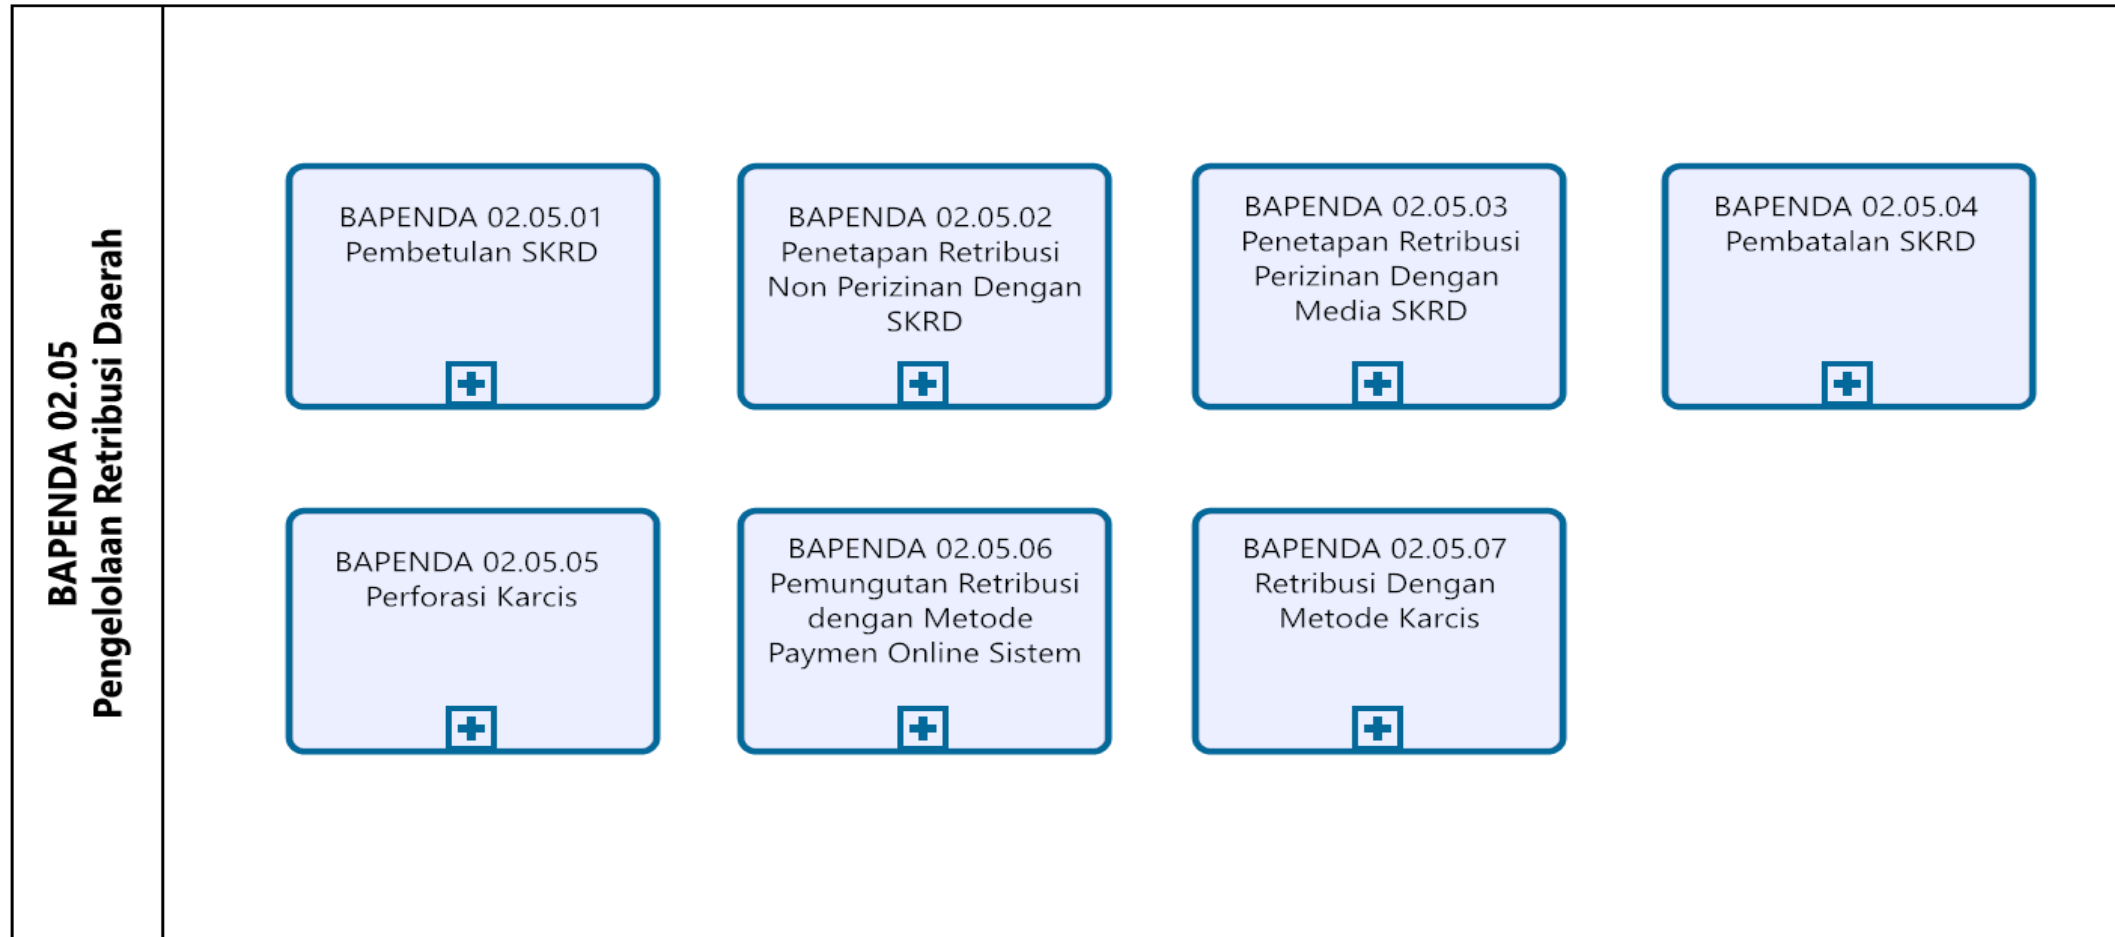 BAPENDA 02.05
Pengelolaan Retribusi Daerah
BAPENDA 02.05.01
Pembetulan SKRD
BAPENDA 02.05.02
Penetapan Retribusi
Non Perizinan Dengan
SKRD
BAPENDA 02.05.03
Penetapan Retribusi
Perizinan Dengan
Media SKRD
BAPENDA 02.05.04
Pembatalan SKRD
BAPENDA 02.05.05
Perforasi Karcis
BAPENDA 02.05.06
Pemungutan Retribusi
dengan Metode
Paymen Online Sistem
BAPENDA 02.05.07
Retribusi Dengan
Metode Karcis